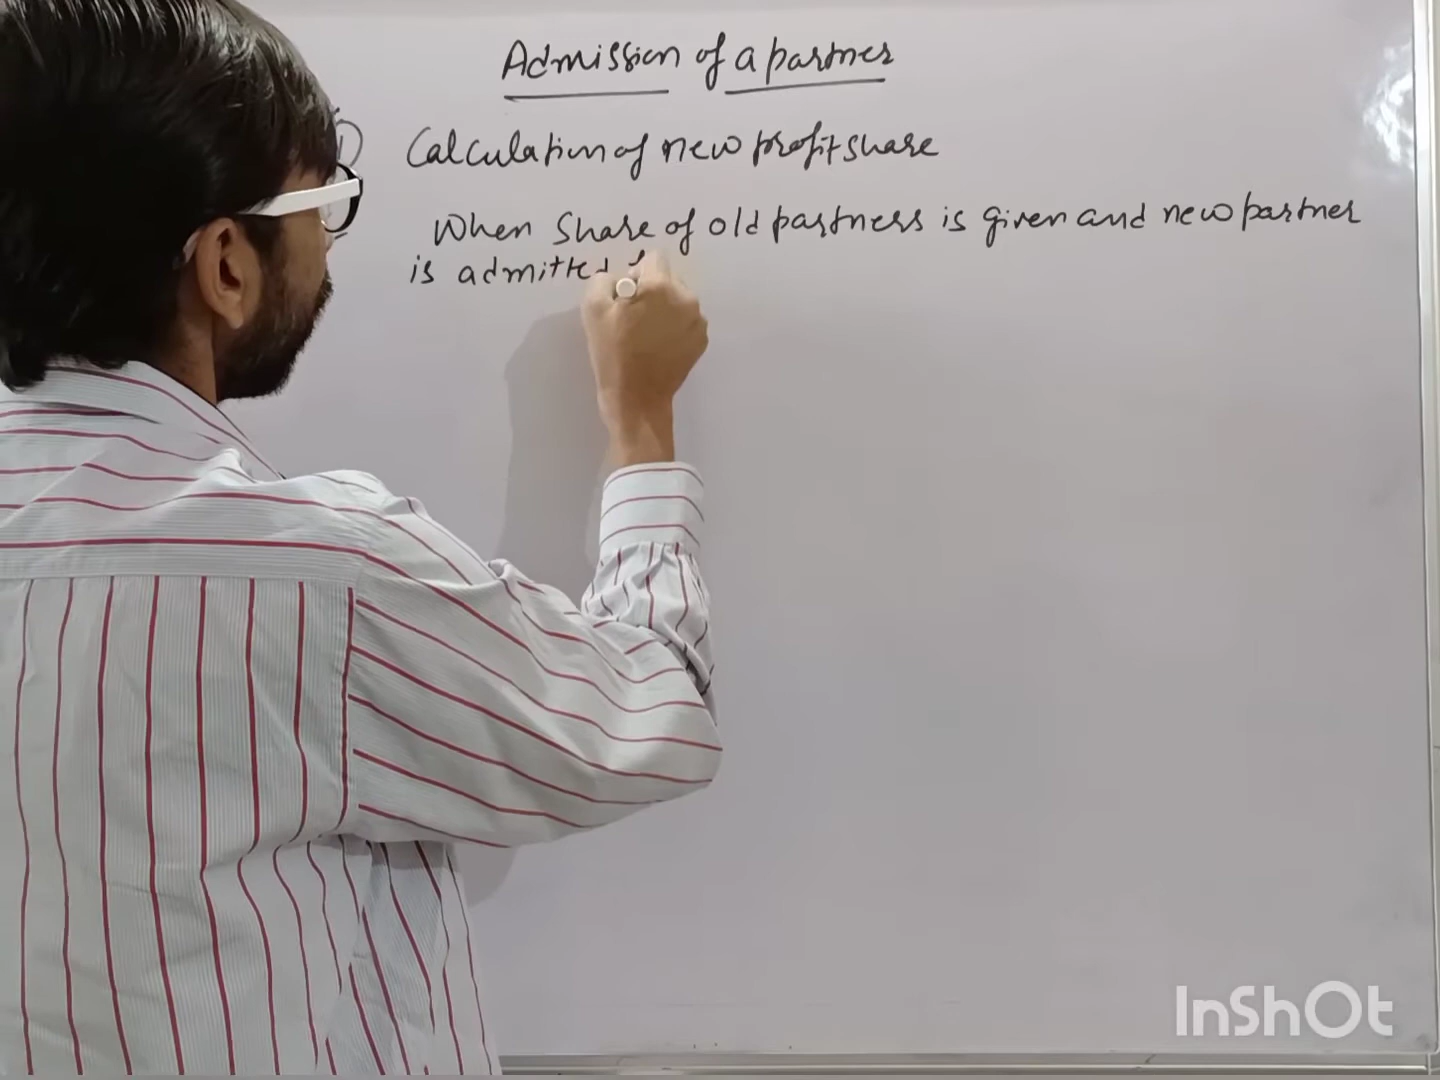 Admission of a partner
1) Calculation of new profit share
When Share of old partners is given and new partner
is admitted
InShOt